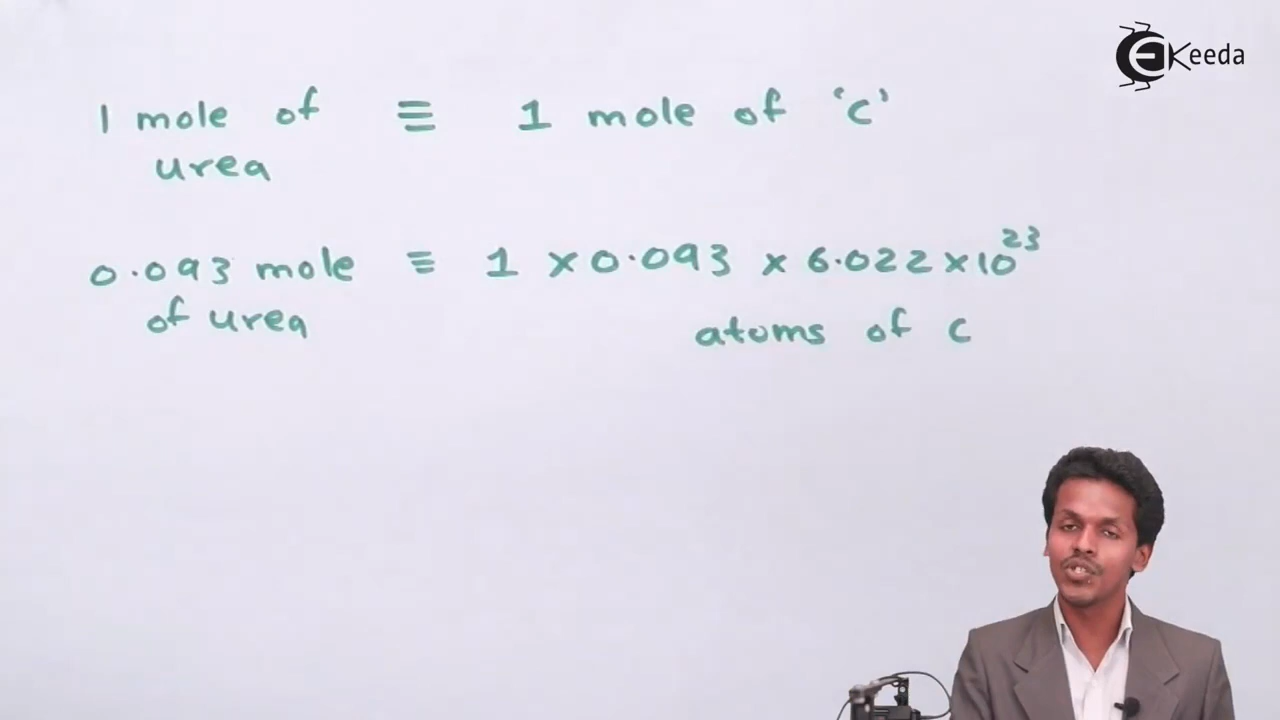 EKeeda
1 mole of ≡ 1 mole of 'C'
urea
0.093 mole ≡ 1 × 0.093 × 6.022 × 10²³
of urea atoms of C